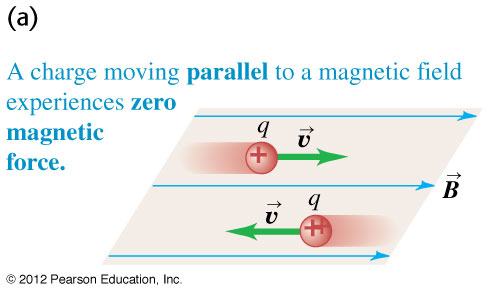 (a)
A charge moving parallel to a magnetic field
experiences zero
magnetic
force.
q
+
v⃗
B⃗
v⃗
q
++
© 2012 Pearson Education, Inc.